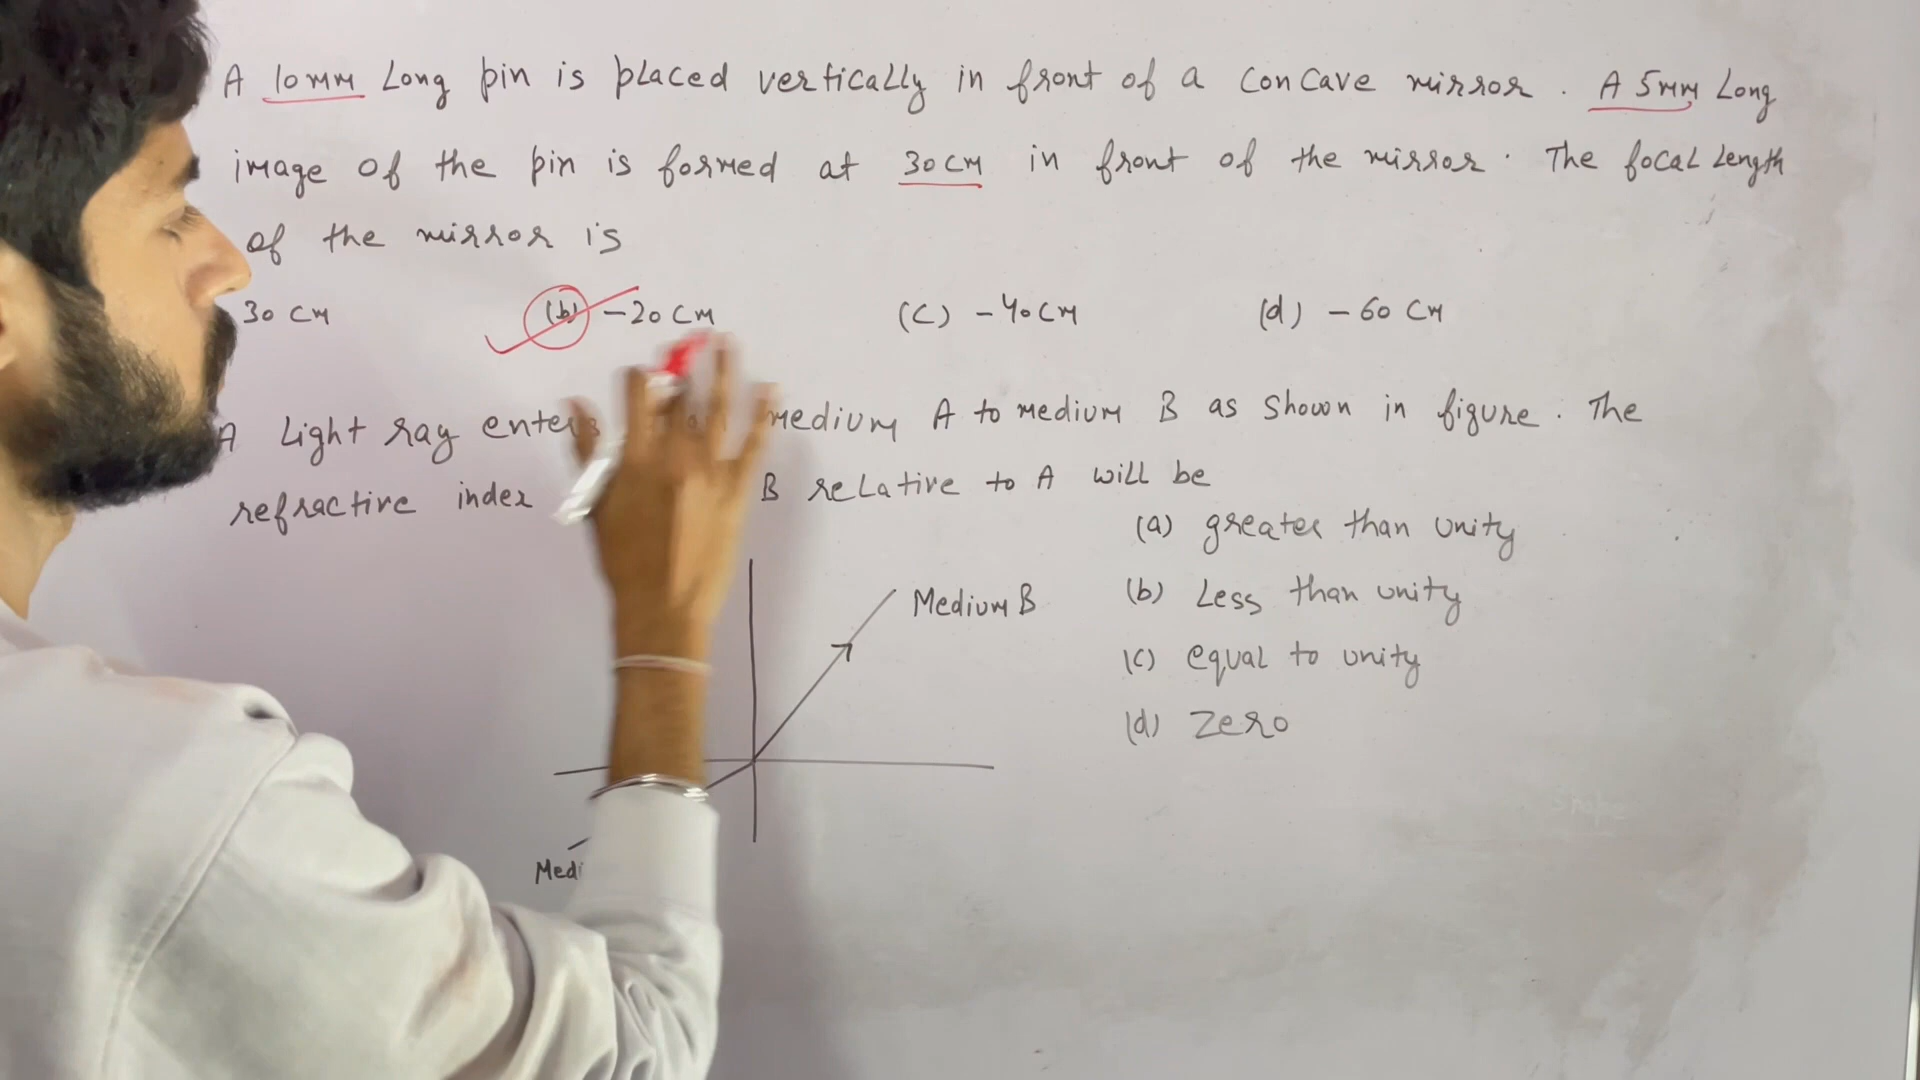 A 10mm Long pin is placed vertically in front of a concave mirror. A 5mm Long
image of the pin is formed at 30cm in front of the mirror. The focal length
of the mirror is
30 cm (b) -20 cm (c) -40 cm (d) -60 cm
A Light ray enters medium A to medium B as shown in figure. The
refractive index B relative to A will be
(a) greater than unity
Medium B (b) Less than unity
(c) equal to unity
(d) Zero
Medi